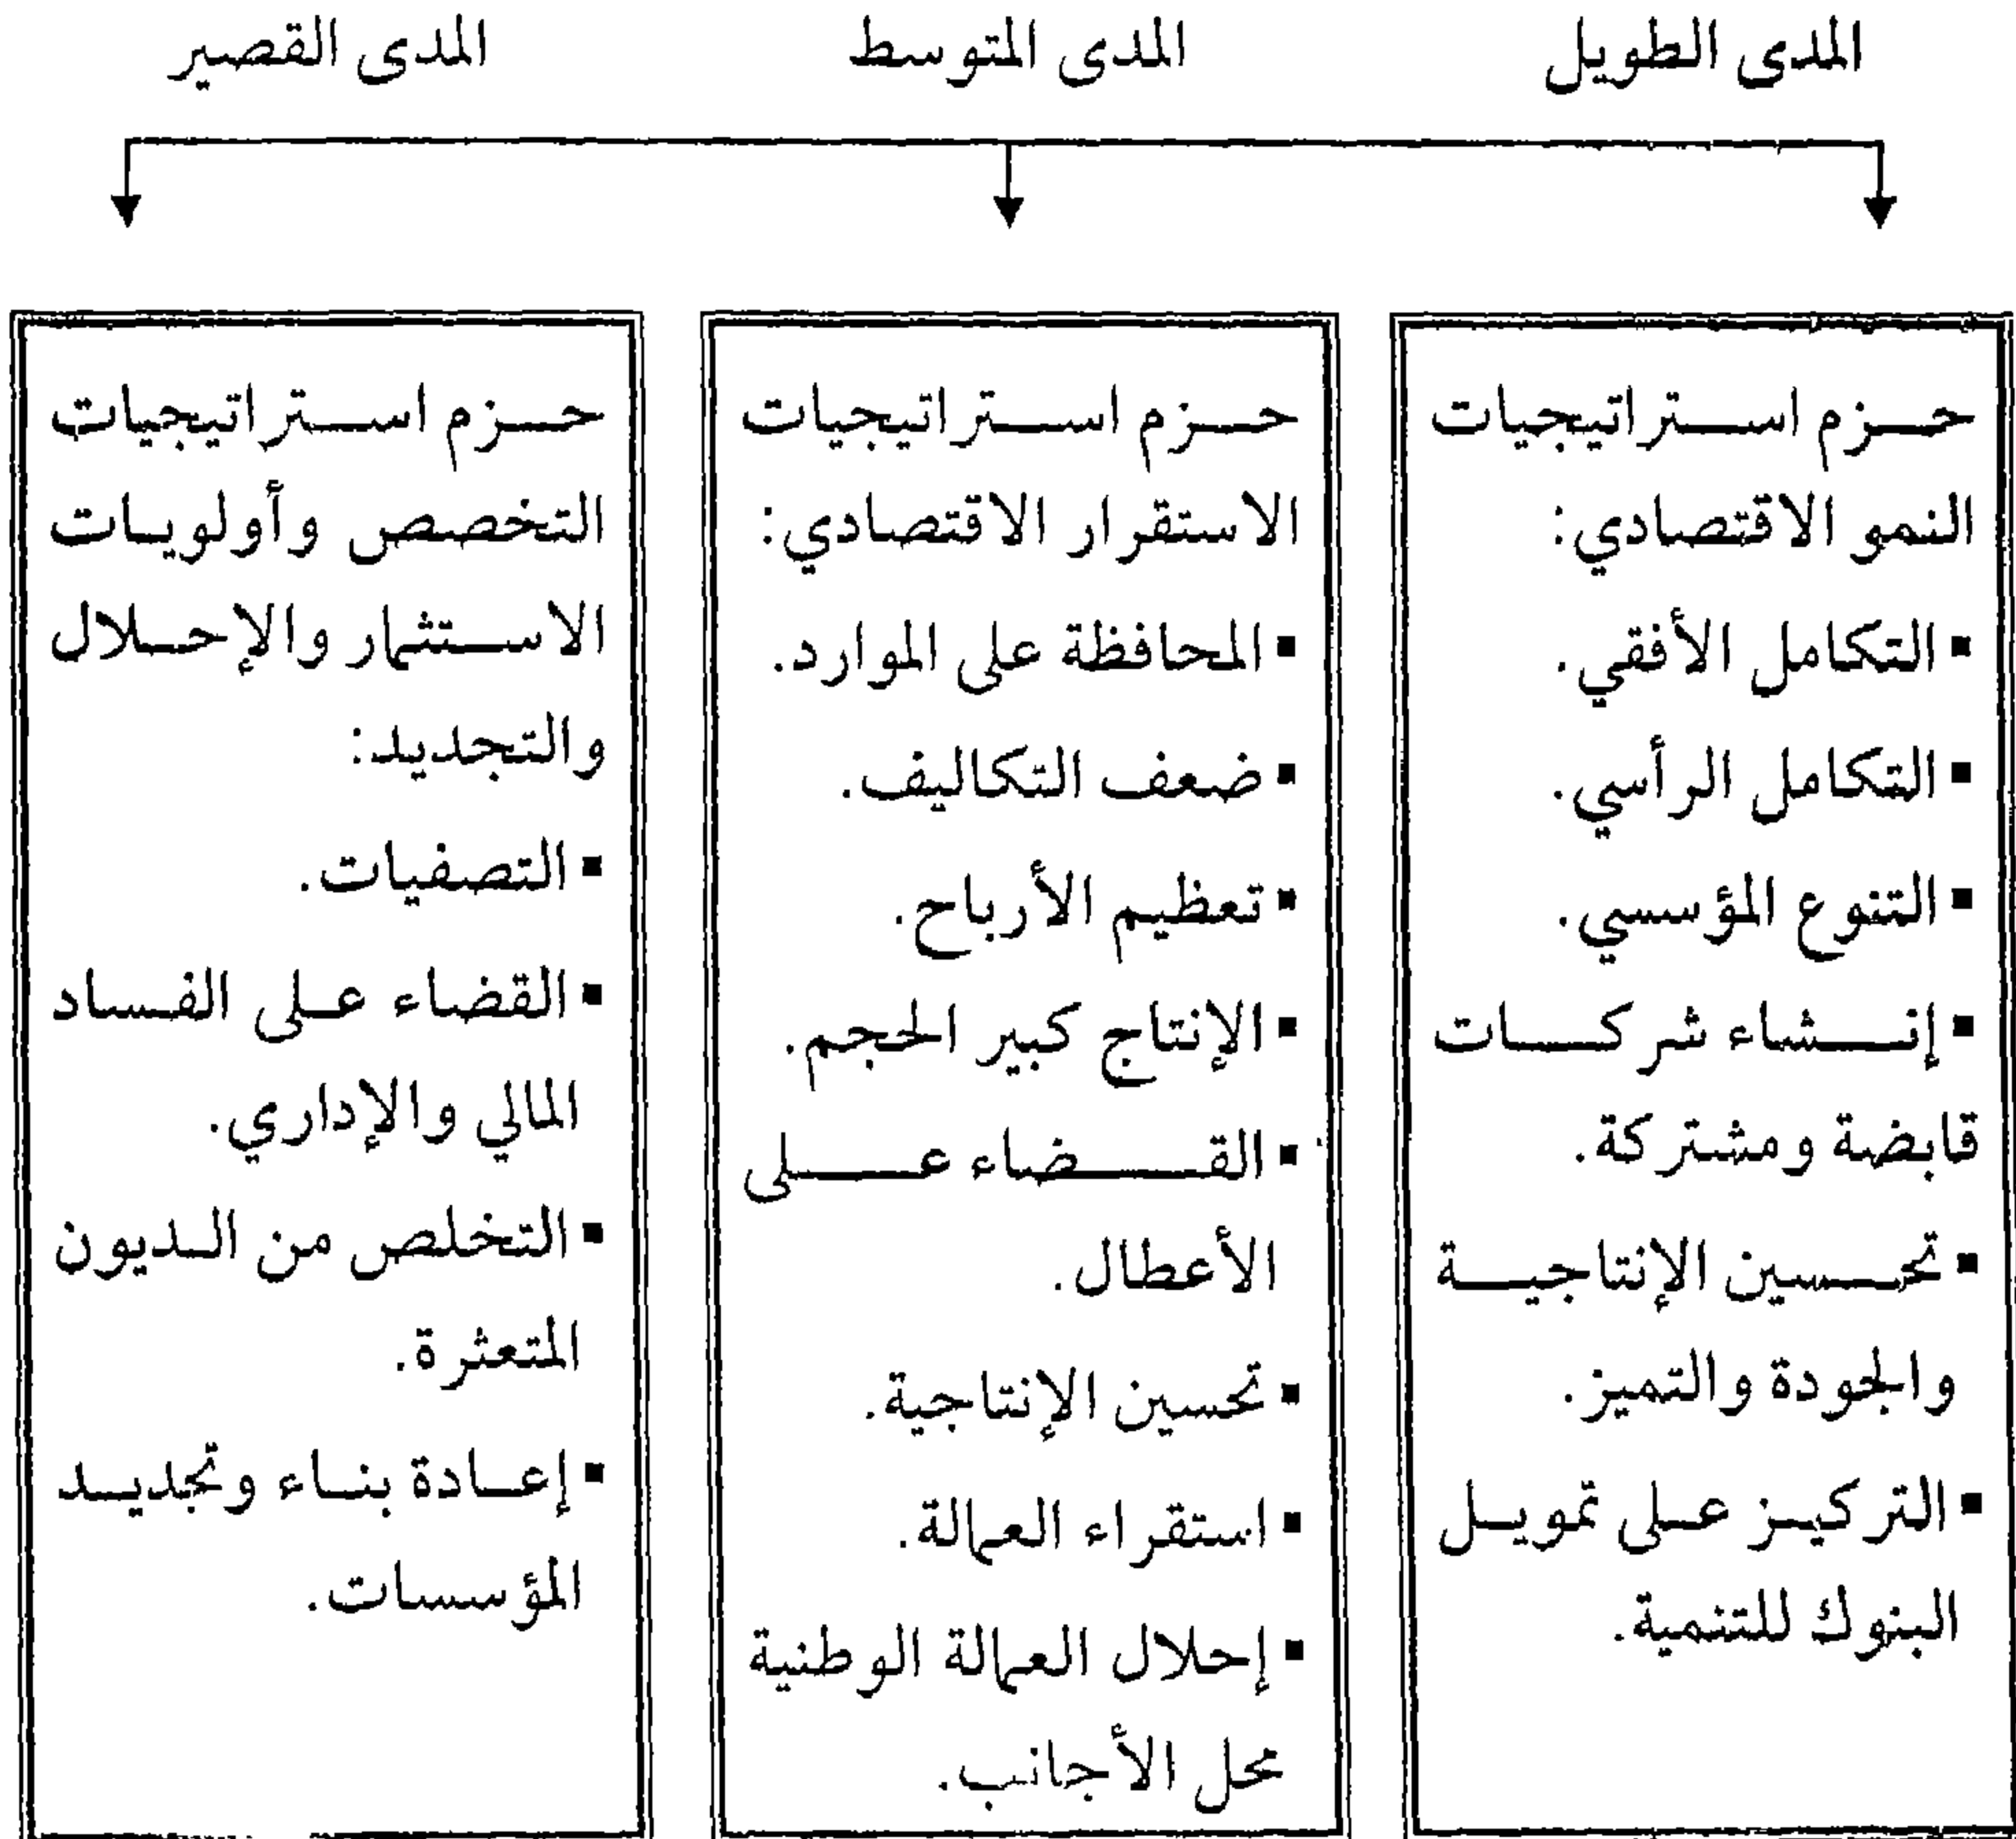 المدى الطويل
المدى المتوسط
المدى القصير
حزم استراتيجيات
النمو الاقتصادي:
▪ التكامل الأفقي.
▪ التكامل الرأسي.
▪ التنوع المؤسسي.
▪ إنشاء شركات
قابضة ومشتركة.
▪ تحسين الإنتاجية
والجودة والتميز.
▪ التركيز على تمويل
البنوك للتنمية.
حزم استراتيجيات
الاستقرار الاقتصادي:
▪ المحافظة على الموارد.
▪ ضعف التكاليف.
▪ تعظيم الأرباح.
▪ الإنتاج كبير الحجم.
▪ القضاء على
الأعطال.
▪ تحسين الإنتاجية.
▪ استقراء العمالة.
▪ إحلال العمالة الوطنية
محل الأجانب.
حزم استراتيجيات
التخصص وأولويات
الاستثمار والإحلال
والتجديد:
▪ التصفيات.
▪ القضاء على الفساد
المالي والإداري.
▪ التخلص من الديون
المتعثرة.
▪ إعادة بناء وتجديد
المؤسسات.